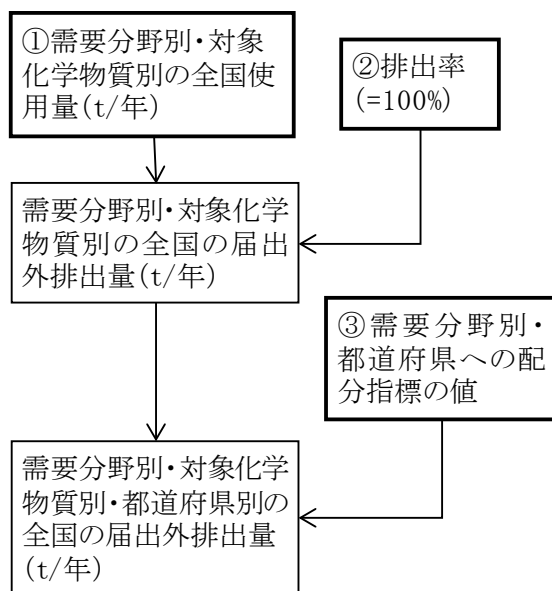 ①需要分野別・対象
化学物質別の全国使
用量(t/年)
②排出率
(=100%)
需要分野別・対象化学
物質別の全国の届出
外排出量(t/年)
③需要分野別・
都道府県への配
分指標の値
需要分野別・対象化学
物質別・都道府県別の
全国の届出外排出量
(t/年)